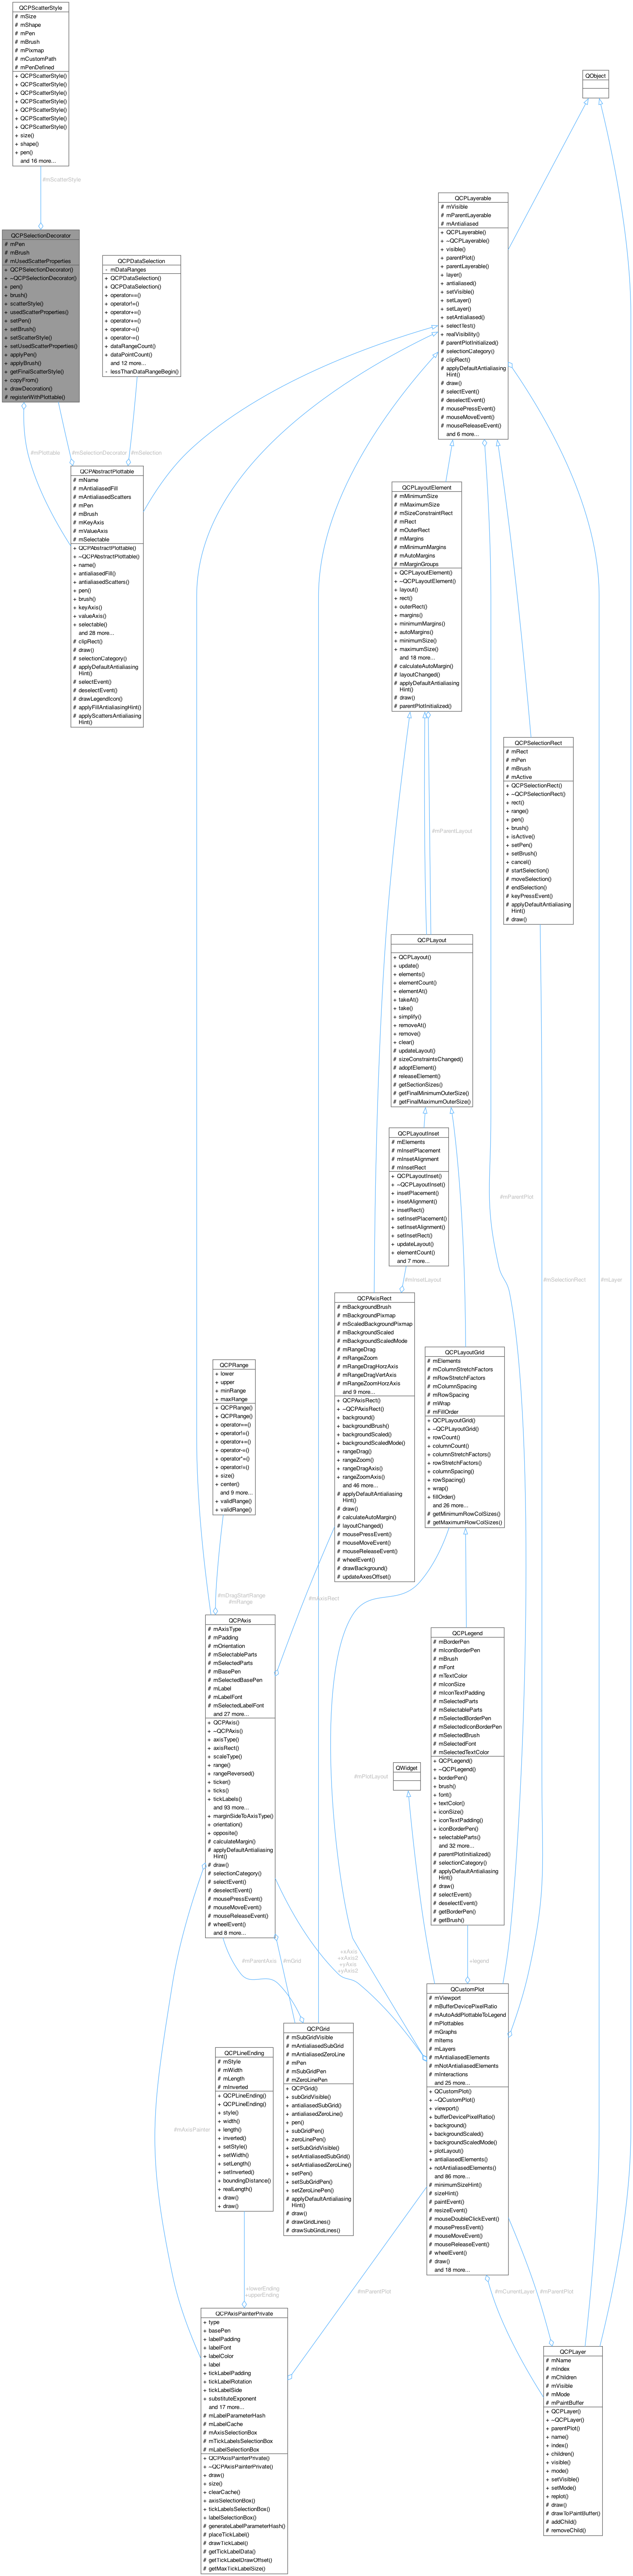 QCPScatterStyle
# mSize
# mShape
# mPen
# mBrush
# mPixmap
# mCustomPath
# mPenDefined
+ QCPScatterStyle()
+ QCPScatterStyle()
+ QCPScatterStyle()
+ QCPScatterStyle()
+ QCPScatterStyle()
+ QCPScatterStyle()
+ QCPScatterStyle()
+ size()
+ shape()
+ pen()
and 16 more...
QObject
#mScatterStyle
QCPSelectionDecorator
# mPen
# mBrush
# mUsedScatterProperties
+ QCPSelectionDecorator()
+ ~QCPSelectionDecorator()
+ pen()
+ brush()
+ scatterStyle()
+ usedScatterProperties()
+ setPen()
+ setBrush()
+ setScatterStyle()
+ setUsedScatterProperties()
+ applyPen()
+ applyBrush()
+ getFinalScatterStyle()
+ copyFrom()
+ drawDecoration()
# registerWithPlottable()
QCPDataSelection
- mDataRanges
+ QCPDataSelection()
+ QCPDataSelection()
+ operator==()
+ operator!=()
+ operator+=()
+ operator+=()
+ operator-=()
+ operator-=()
+ dataRangeCount()
+ dataPointCount()
and 12 more...
- lessThanDataRangeBegin()
QCPLayerable
# mVisible
# mParentLayerable
# mAntialiased
+ QCPLayerable()
+ ~QCPLayerable()
+ visible()
+ parentPlot()
+ parentLayerable()
+ layer()
+ antialiased()
+ setVisible()
+ setLayer()
+ setLayer()
+ setAntialiased()
+ selectTest()
+ realVisibility()
# parentPlotInitialized()
# selectionCategory()
# clipRect()
# applyDefaultAntialiasing
Hint()
# draw()
# selectEvent()
# deselectEvent()
# mousePressEvent()
# mouseMoveEvent()
# mouseReleaseEvent()
and 6 more...
#mPlottable
#mSelectionDecorator
#mSelection
QCPAbstractPlottable
# mName
# mAntialiasedFill
# mAntialiasedScatters
# mPen
# mBrush
# mKeyAxis
# mValueAxis
# mSelectable
+ QCPAbstractPlottable()
+ ~QCPAbstractPlottable()
+ name()
+ antialiasedFill()
+ antialiasedScatters()
+ pen()
+ brush()
+ keyAxis()
+ valueAxis()
+ selectable()
and 28 more...
# clipRect()
# draw()
# selectionCategory()
# applyDefaultAntialiasing
Hint()
# selectEvent()
# deselectEvent()
# drawLegendIcon()
# applyFillAntialiasingHint()
# applyScattersAntialiasing
Hint()
QCPLayoutElement
# mMinimumSize
# mMaximumSize
# mSizeConstraintRect
# mRect
# mOuterRect
# mMargins
# mMinimumMargins
# mAutoMargins
# mMarginGroups
+ QCPLayoutElement()
+ ~QCPLayoutElement()
+ layout()
+ rect()
+ outerRect()
+ margins()
+ minimumMargins()
+ autoMargins()
+ minimumSize()
+ maximumSize()
and 18 more...
# calculateAutoMargin()
# layoutChanged()
# applyDefaultAntialiasing
Hint()
# draw()
# parentPlotInitialized()
QCPSelectionRect
# mRect
# mPen
# mBrush
# mActive
+ QCPSelectionRect()
+ ~QCPSelectionRect()
+ rect()
+ range()
+ pen()
+ brush()
+ isActive()
+ setPen()
+ setBrush()
+ cancel()
# startSelection()
# moveSelection()
# endSelection()
# keyPressEvent()
# applyDefaultAntialiasing
Hint()
# draw()
#mParentLayout
QCPLayout
+ QCPLayout()
+ update()
+ elements()
+ elementCount()
+ elementAt()
+ takeAt()
+ take()
+ simplify()
+ removeAt()
+ remove()
+ clear()
# updateLayout()
# sizeConstraintsChanged()
# adoptElement()
# releaseElement()
# getSectionSizes()
# getFinalMinimumOuterSize()
# getFinalMaximumOuterSize()
QCPLayoutInset
# mElements
# mInsetPlacement
# mInsetAlignment
# mInsetRect
+ QCPLayoutInset()
+ ~QCPLayoutInset()
+ insetPlacement()
+ insetAlignment()
+ insetRect()
+ setInsetPlacement()
+ setInsetAlignment()
+ setInsetRect()
+ updateLayout()
+ elementCount()
and 7 more...
#mParentPlot
#mInsetLayout
#mSelectionRect
#mLayer
QCPAxisRect
# mBackgroundBrush
# mBackgroundPixmap
# mScaledBackgroundPixmap
# mBackgroundScaled
# mBackgroundScaledMode
# mRangeDrag
# mRangeZoom
# mRangeDragHorzAxis
# mRangeDragVertAxis
# mRangeZoomHorzAxis
and 9 more...
+ QCPAxisRect()
+ ~QCPAxisRect()
+ background()
+ backgroundBrush()
+ backgroundScaled()
+ backgroundScaledMode()
+ rangeDrag()
+ rangeZoom()
+ rangeDragAxis()
+ rangeZoomAxis()
and 46 more...
# applyDefaultAntialiasing
Hint()
# draw()
# calculateAutoMargin()
# layoutChanged()
# mousePressEvent()
# mouseMoveEvent()
# mouseReleaseEvent()
# wheelEvent()
# drawBackground()
# updateAxesOffset()
QCPLayoutGrid
# mElements
# mColumnStretchFactors
# mRowStretchFactors
# mColumnSpacing
# mRowSpacing
# mWrap
# mFillOrder
+ QCPLayoutGrid()
+ ~QCPLayoutGrid()
+ rowCount()
+ columnCount()
+ columnStretchFactors()
+ rowStretchFactors()
+ columnSpacing()
+ rowSpacing()
+ wrap()
+ fillOrder()
and 26 more...
# getMinimumRowColSizes()
# getMaximumRowColSizes()
QCPRange
+ lower
+ upper
+ minRange
+ maxRange
+ QCPRange()
+ QCPRange()
+ operator==()
+ operator!=()
+ operator+=()
+ operator-=()
+ operator*=()
+ operator/=()
+ size()
+ center()
and 9 more...
+ validRange()
+ validRange()
#mDragStartRange
#mRange
#mAxisRect
QCPAxis
# mAxisType
# mPadding
# mOrientation
# mSelectableParts
# mSelectedParts
# mBasePen
# mSelectedBasePen
# mLabel
# mLabelFont
# mSelectedLabelFont
and 27 more...
+ QCPAxis()
+ ~QCPAxis()
+ axisType()
+ axisRect()
+ scaleType()
+ range()
+ rangeReversed()
+ ticker()
+ ticks()
+ tickLabels()
and 93 more...
+ marginSideToAxisType()
+ orientation()
+ opposite()
# calculateMargin()
# applyDefaultAntialiasing
Hint()
# draw()
# selectionCategory()
# selectEvent()
# deselectEvent()
# mousePressEvent()
# mouseMoveEvent()
# mouseReleaseEvent()
# wheelEvent()
and 8 more...
QCPLegend
# mBorderPen
# mIconBorderPen
# mBrush
# mFont
# mTextColor
# mIconSize
# mIconTextPadding
# mSelectedParts
# mSelectableParts
# mSelectedBorderPen
# mSelectedIconBorderPen
# mSelectedBrush
# mSelectedFont
# mSelectedTextColor
+ QCPLegend()
+ ~QCPLegend()
+ borderPen()
+ brush()
+ font()
+ textColor()
+ iconSize()
+ iconTextPadding()
+ iconBorderPen()
+ selectableParts()
and 32 more...
# parentPlotInitialized()
# selectionCategory()
# applyDefaultAntialiasing
Hint()
# draw()
# selectEvent()
# deselectEvent()
# getBorderPen()
# getBrush()
QWidget
#mPlotLayout
+xAxis
+xAxis2
+yAxis
+yAxis2
+legend
#mParentAxis
#mGrid
QCustomPlot
# mViewport
# mBufferDevicePixelRatio
# mAutoAddPlottableToLegend
# mPlottables
# mGraphs
# mItems
# mLayers
# mAntialiasedElements
# mNotAntialiasedElements
# mInteractions
and 25 more...
+ QCustomPlot()
+ ~QCustomPlot()
+ viewport()
+ bufferDevicePixelRatio()
+ background()
+ backgroundScaled()
+ backgroundScaledMode()
+ plotLayout()
+ antialiasedElements()
+ notAntialiasedElements()
and 86 more...
# minimumSizeHint()
# sizeHint()
# paintEvent()
# resizeEvent()
# mouseDoubleClickEvent()
# mousePressEvent()
# mouseMoveEvent()
# mouseReleaseEvent()
# wheelEvent()
# draw()
and 18 more...
QCPGrid
# mSubGridVisible
# mAntialiasedSubGrid
# mAntialiasedZeroLine
# mPen
# mSubGridPen
# mZeroLinePen
+ QCPGrid()
+ subGridVisible()
+ antialiasedSubGrid()
+ antialiasedZeroLine()
+ pen()
+ subGridPen()
+ zeroLinePen()
+ setSubGridVisible()
+ setAntialiasedSubGrid()
+ setAntialiasedZeroLine()
+ setPen()
+ setSubGridPen()
+ setZeroLinePen()
# applyDefaultAntialiasing
Hint()
# draw()
# drawGridLines()
# drawSubGridLines()
QCPLineEnding
# mStyle
# mWidth
# mLength
# mInverted
+ QCPLineEnding()
+ QCPLineEnding()
+ style()
+ width()
+ length()
+ inverted()
+ setStyle()
+ setWidth()
+ setLength()
+ setInverted()
+ boundingDistance()
+ realLength()
+ draw()
+ draw()
#mAxisPainter
+lowerEnding
+upperEnding
#mParentPlot
#mCurrentLayer
#mParentPlot
QCPAxisPainterPrivate
+ type
+ basePen
+ labelPadding
+ labelFont
+ labelColor
+ label
+ tickLabelPadding
+ tickLabelRotation
+ tickLabelSide
+ substituteExponent
and 17 more...
# mLabelParameterHash
# mLabelCache
# mAxisSelectionBox
# mTickLabelsSelectionBox
# mLabelSelectionBox
+ QCPAxisPainterPrivate()
+ ~QCPAxisPainterPrivate()
+ draw()
+ size()
+ clearCache()
+ axisSelectionBox()
+ tickLabelsSelectionBox()
+ labelSelectionBox()
# generateLabelParameterHash()
# placeTickLabel()
# drawTickLabel()
# getTickLabelData()
# getTickLabelDrawOffset()
# getMaxTickLabelSize()
QCPLayer
# mName
# mIndex
# mChildren
# mVisible
# mMode
# mPaintBuffer
+ QCPLayer()
+ ~QCPLayer()
+ parentPlot()
+ name()
+ index()
+ children()
+ visible()
+ mode()
+ setVisible()
+ setMode()
+ replot()
# draw()
# drawToPaintBuffer()
# addChild()
# removeChild()